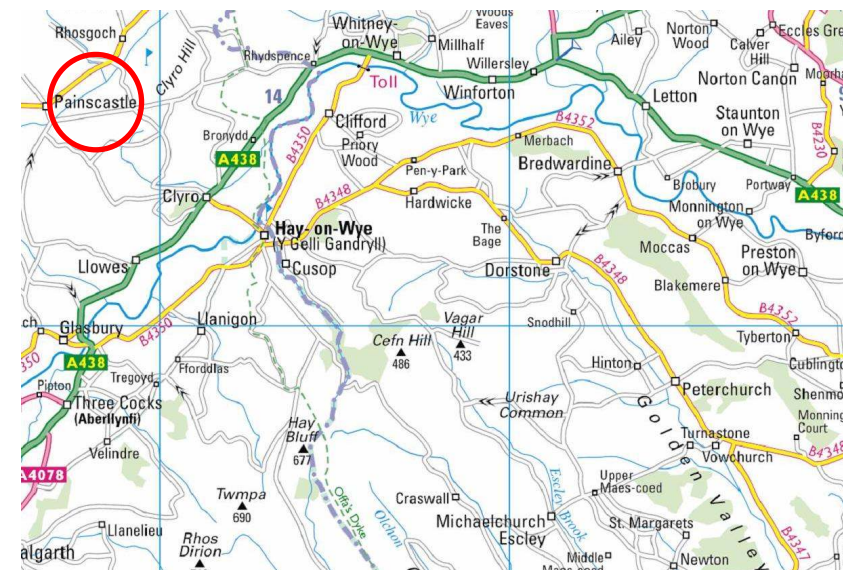 Woods
Eaves
Whitney-
on-Wye
Rhosgoch
Millhalf
Ailey
Norton
Wood
Calver
Hill
Eccles Gre
Clyro Hill
Rhydspence
Willersley
Norton Canon
Moorha
Toll
Winforton
Painscastle
14
Letton
Wye
Clifford
Staunton
on Wye
Bronydd
B4350
Priory
Wood
Merbach
B4352
B4230
A438
Pen-y-Park
Bredwardine
Clyro
B4348
Hardwicke
Brobury
Portway
A438
Monnington
on Wye
Hay-on-Wye
(Y Gelli Gandryll)
The
Bage
Moccas
Byford
Preston
on Wye
Llowes
Cusop
Dorstone
B4348
Blakemere
B4352
Glasbury
B4350
Llanigon
Vagar
Hill
433
Cefn Hill
486
Snodhill
Tyberton
350
A438
Fforddlas
Hinton
Cublingto
Pipton
Tregoyd
Peterchurch
Shenmo
Three Cocks
(Aberllynfi)
Urishay
Common
Golden Valley
Monning
Court
Hay
Bluff
677
Turnastone
Vowchurch
B4348
Velindre
A4078
Twmpa
690
Offa's Dyke
Craswall
Escley Brook
Upper
Maes-coed
Olchon
Michaelchurch
Escley
St. Margarets
Llanelieu
Rhos
Dirion
algarth
Middle
Maes-coed
Newton
B4347